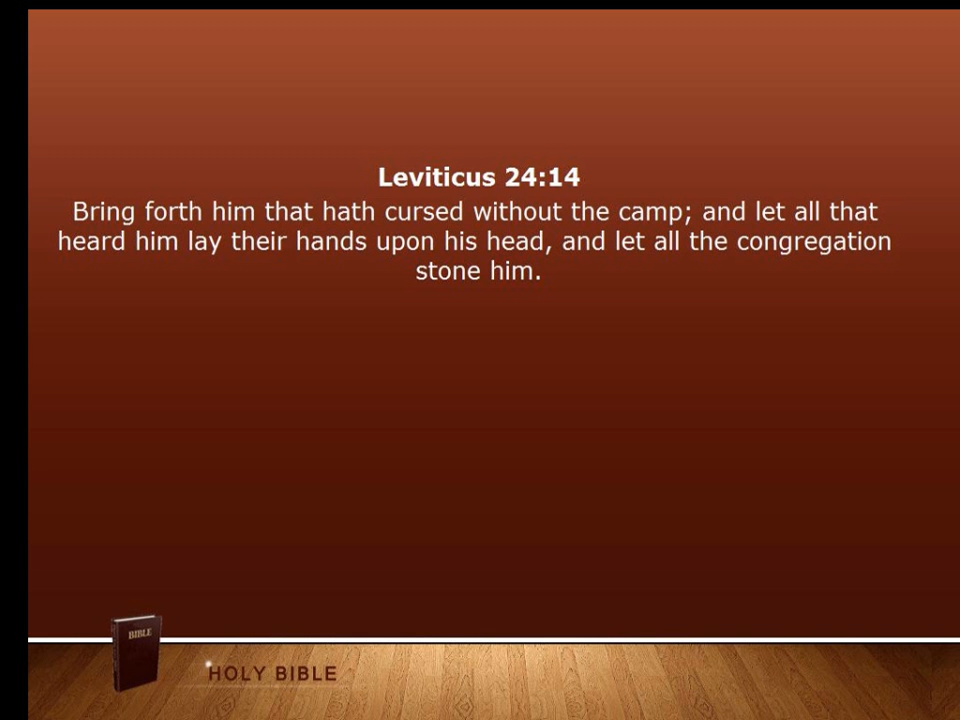 Leviticus 24:14
Bring forth him that hath cursed without the camp; and let all that
heard him lay their hands upon his head, and let all the congregation
stone him.
BIBLE
HOLY BIBLE